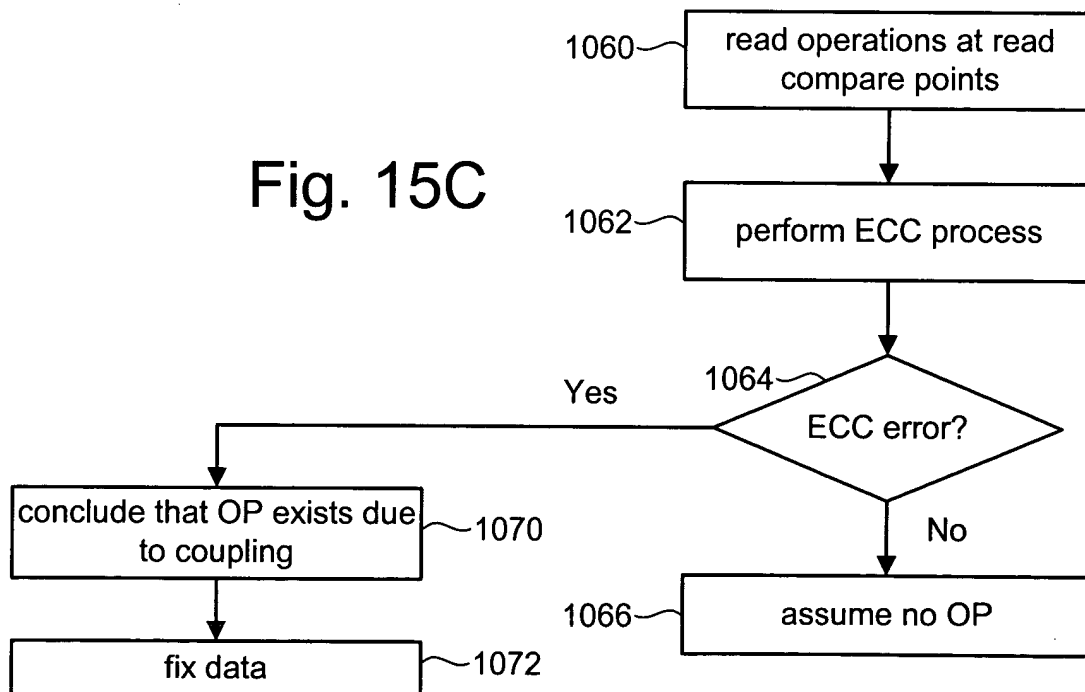 1060
read operations at read
compare points
Fig. 15C
1062
perform ECC process
1064
Yes
ECC error?
conclude that OP exists due
to coupling
1070
No
1066
assume no OP
fix data
1072